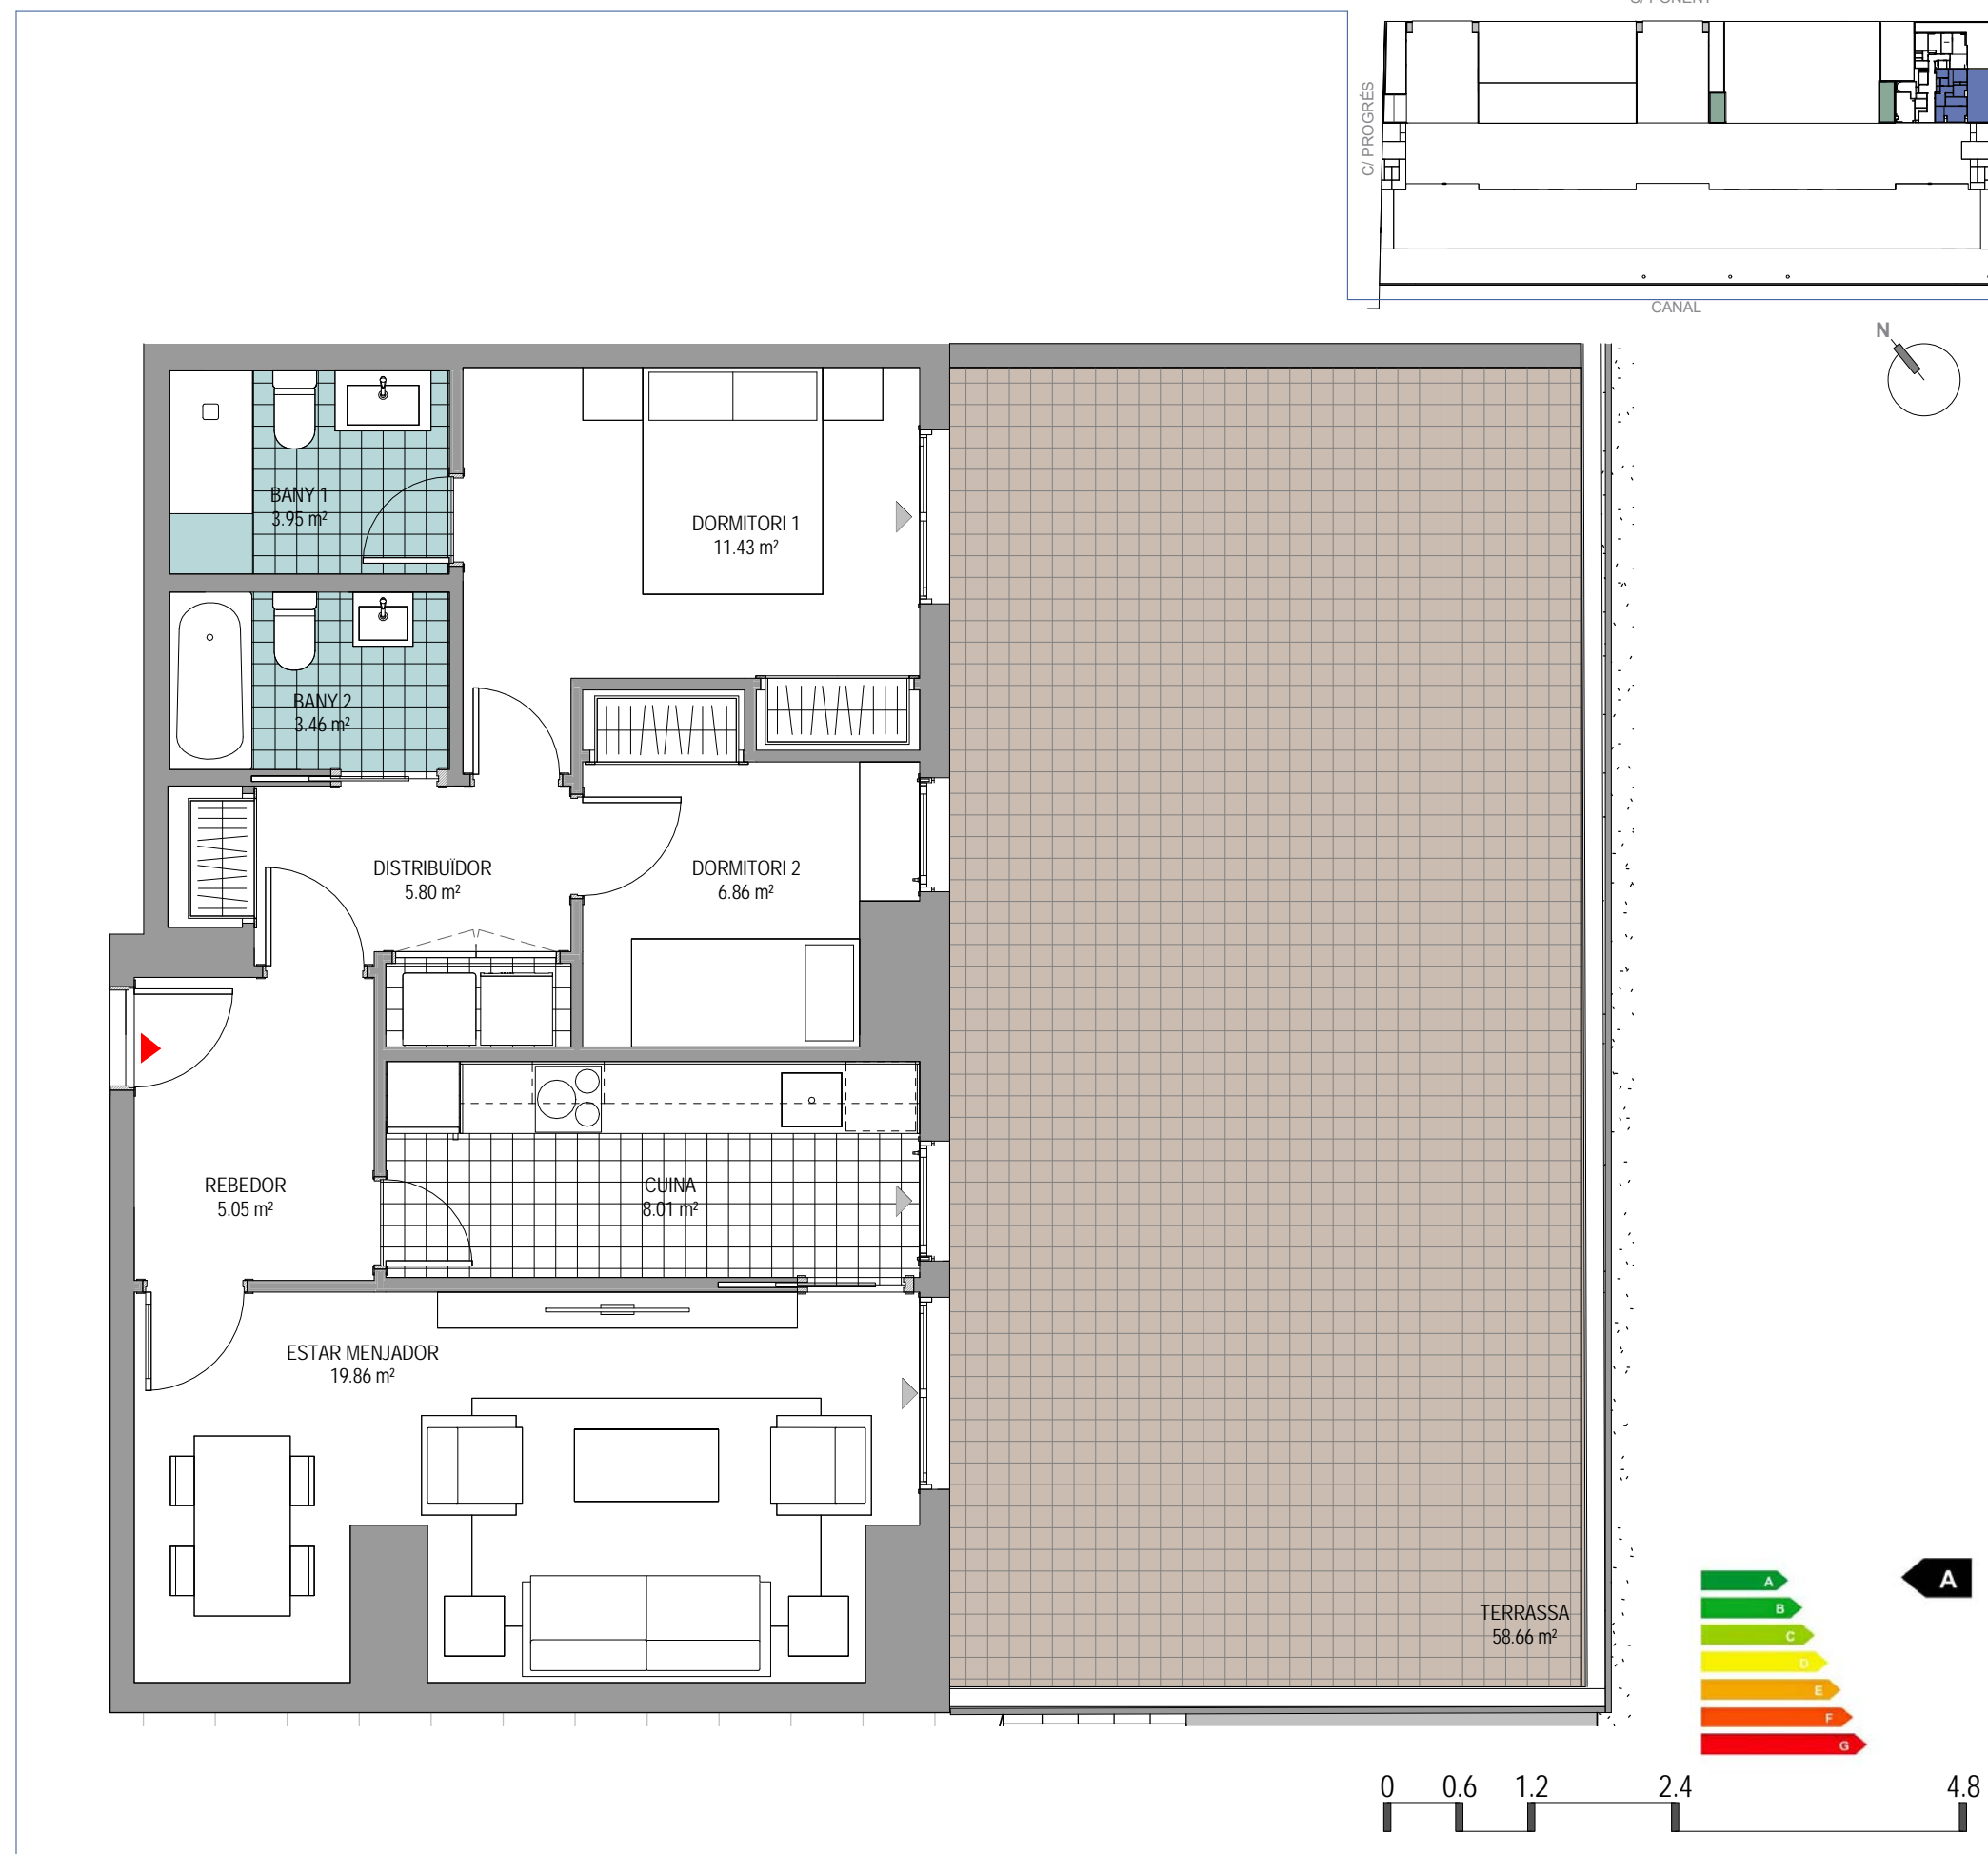 C/ PONENT
C/ PROGRÉS
CANAL
N
BANY 1
3.95 m²
DORMITORI 1
11.43 m²
BANY 2
3.46 m²
DISTRIBUÏDOR
5.80 m²
DORMITORI 2
6.86 m²
REBEDOR
5.05 m²
CUINA
8.01 m²
ESTAR MENJADOR
19.86 m²
TERRASSA
58.66 m²
A
A
B
C
D
E
F
G
0 0.6 1.2 2.4 4.8